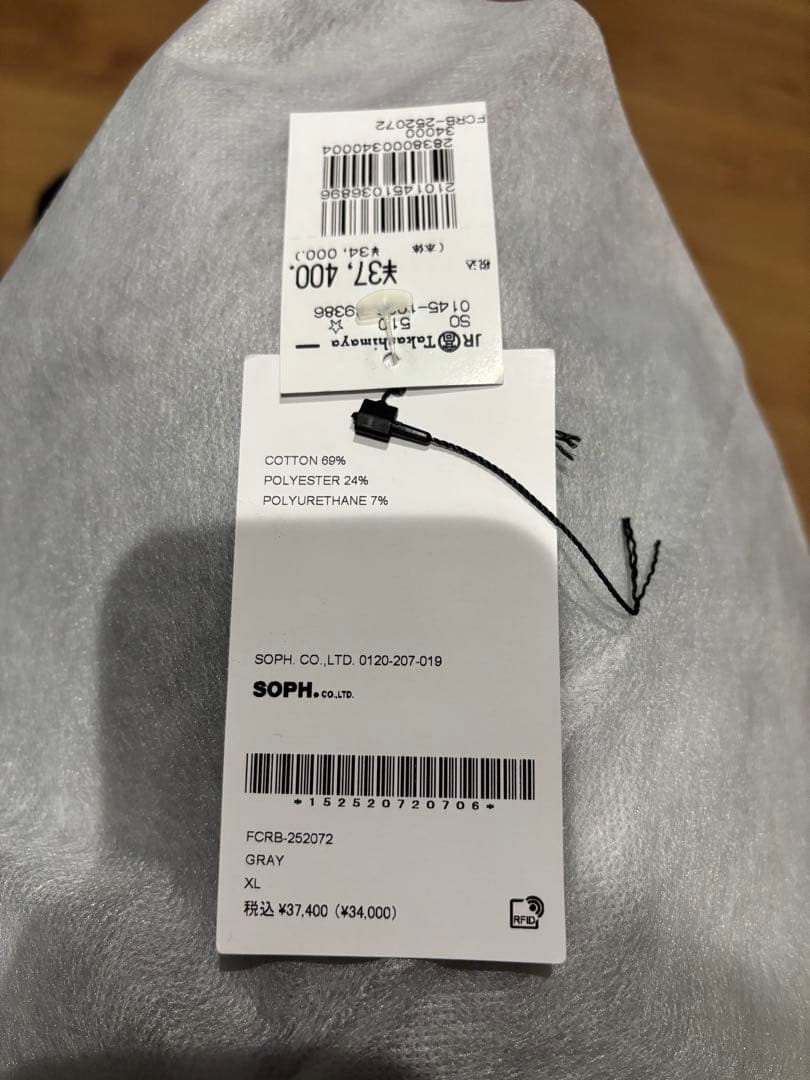 JR 髙 Takashimaya
SO 510
0145-
9386 ☆
税込 ¥37,400.
(本体 ¥34,000.)
2101451036896
2838000340004
34000
FCRB-252072
COTTON 69%
POLYESTER 24%
POLYURETHANE 7%
SOPH. CO.,LTD. 0120-207-019
SOPH. CO.,LTD.
*152520720706*
FCRB-252072
GRAY
XL
税込 ¥37,400 (¥34,000)
RFID